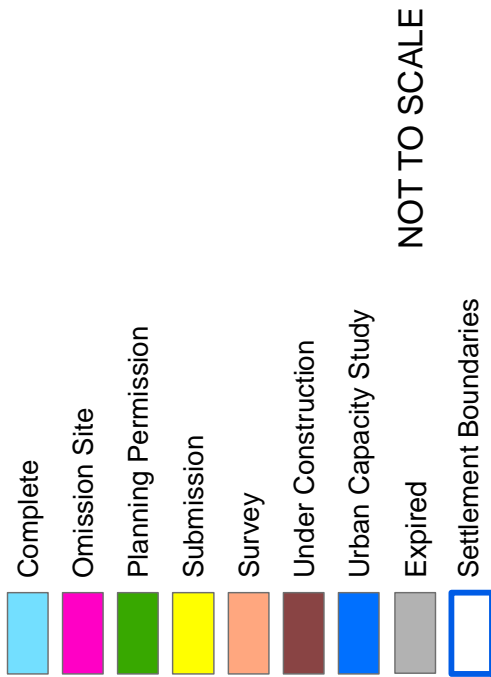 Complete
Omission Site
Planning Permission
Submission
Survey
Under Construction
Urban Capacity Study
Expired
Settlement Boundaries
NOT TO SCALE